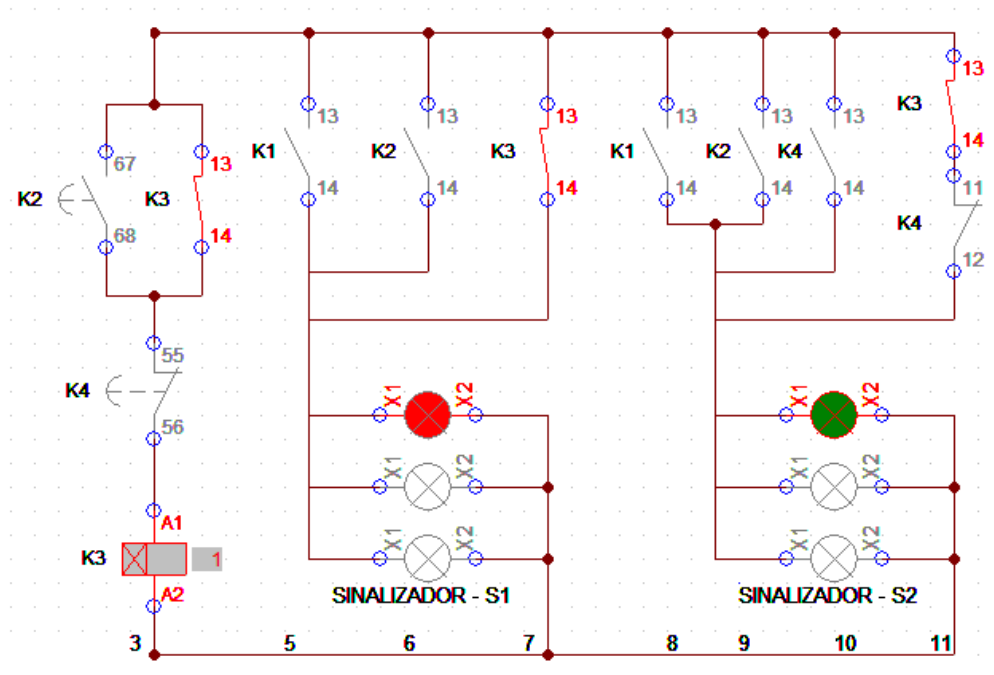 13
67
13
13
13
13
13
13
13
K2
K3
K1
K2
K3
K1
K2
K4
K3
68
14
14
14
14
14
14
14
14
11
K4
12
K4
55
56
X1
X2
X1
X2
X1
X2
X1
X2
A1
K3
1
X1
X2
X1
X2
A2
SINALIZADOR - S1
SINALIZADOR - S2
3
5
6
7
8
9
10
11